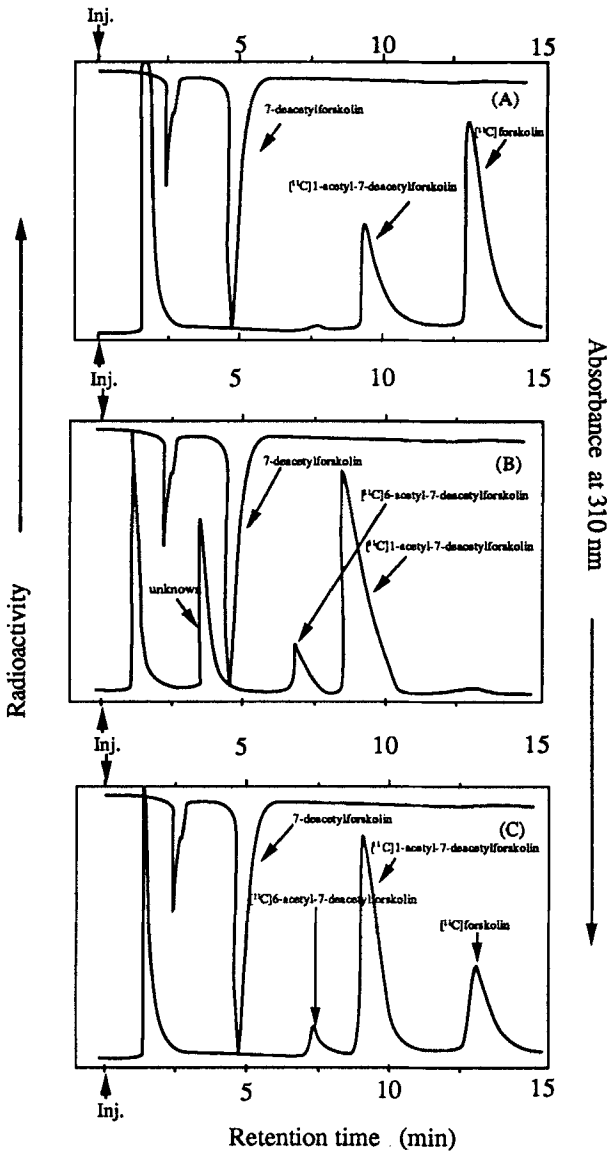 Inj.
5
10
15
(A)
7-deacetylforskolin
[¹¹C]forskolin
[¹¹C]1-acetyl-7-deacetylforskolin
Inj.
5
10
15
(B)
7-deacetylforskolin
[¹¹C]6-acetyl-7-deacetylforskolin
[¹¹C]1-acetyl-7-deacetylforskolin
unknown
Inj.
5
10
15
(C)
7-deacetylforskolin
[¹¹C]1-acetyl-7-deacetylforskolin
[¹¹C]6-acetyl-7-deacetylforskolin
[¹¹C]forskolin
Inj.
5
10
15
Retention time (min)
Radioactivity
Absorbance at 310 nm